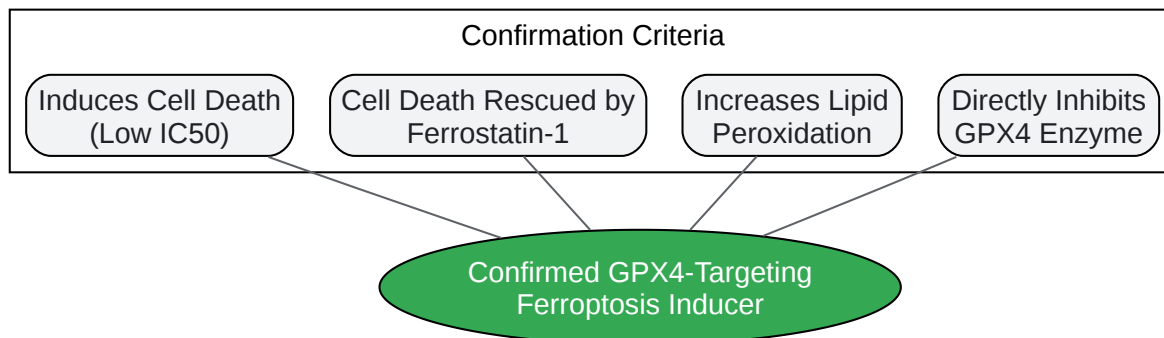 Confirmation Criteria
Induces Cell Death
(Low IC50)
Cell Death Rescued by
Ferrostatin-1
Increases Lipid
Peroxidation
Directly Inhibits
GPX4 Enzyme
Confirmed GPX4-Targeting
Ferroptosis Inducer